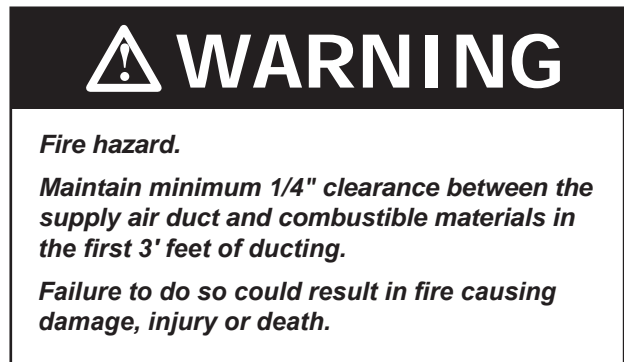 WARNING
Fire hazard.
Maintain minimum 1/4" clearance between the
supply air duct and combustible materials in
the first 3' feet of ducting.
Failure to do so could result in fire causing
damage, injury or death.